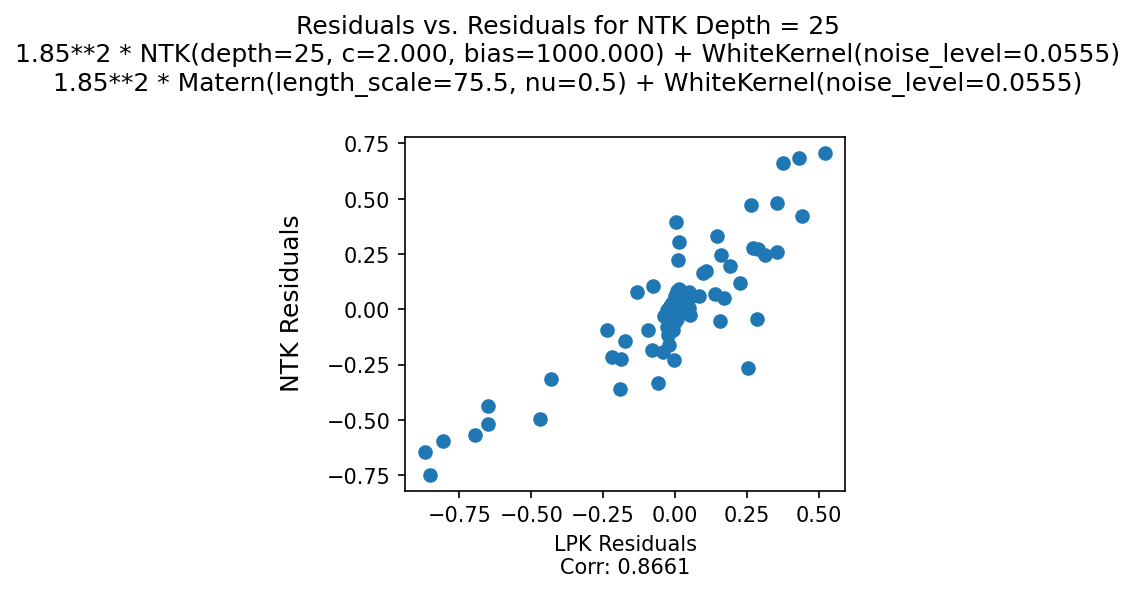 Residuals vs. Residuals for NTK Depth = 25
1.85**2 * NTK(depth=25, c=2.000, bias=1000.000) + WhiteKernel(noise_level=0.0555)
1.85**2 * Matern(length_scale=75.5, nu=0.5) + WhiteKernel(noise_level=0.0555)
0.75
0.50
0.25
0.00
−0.25
−0.50
−0.75
NTK Residuals
−0.75 −0.50 −0.25 0.00 0.25 0.50
LPK Residuals
Corr: 0.8661